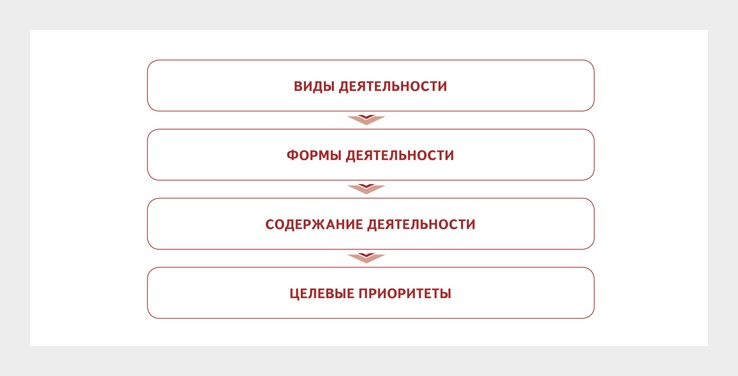 ВИДЫ ДЕЯТЕЛЬНОСТИ
ФОРМЫ ДЕЯТЕЛЬНОСТИ
СОДЕРЖАНИЕ ДЕЯТЕЛЬНОСТИ
ЦЕЛЕВЫЕ ПРИОРИТЕТЫ